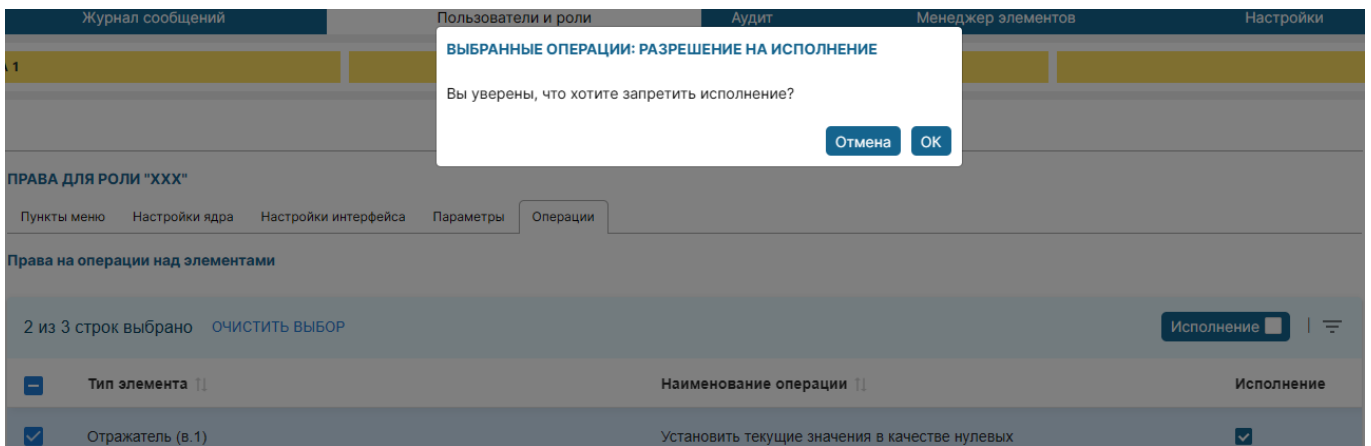 Журнал сообщений Пользователи и роли Аудит Менеджер элементов Настройки
ВЫБРАННЫЕ ОПЕРАЦИИ: РАЗРЕШЕНИЕ НА ИСПОЛНЕНИЕ
1
Вы уверены, что хотите запретить исполнение?
Отмена OK
ПРАВА ДЛЯ РОЛИ "XXX"
Пункты меню Настройки ядра Настройки интерфейса Параметры Операции
Права на операции над элементами
2 из 3 строк выбрано ОЧИСТИТЬ ВЫБОР Исполнение
Тип элемента Наименование операции Исполнение
Отражатель (в.1) Установить текущие значения в качестве нулевых